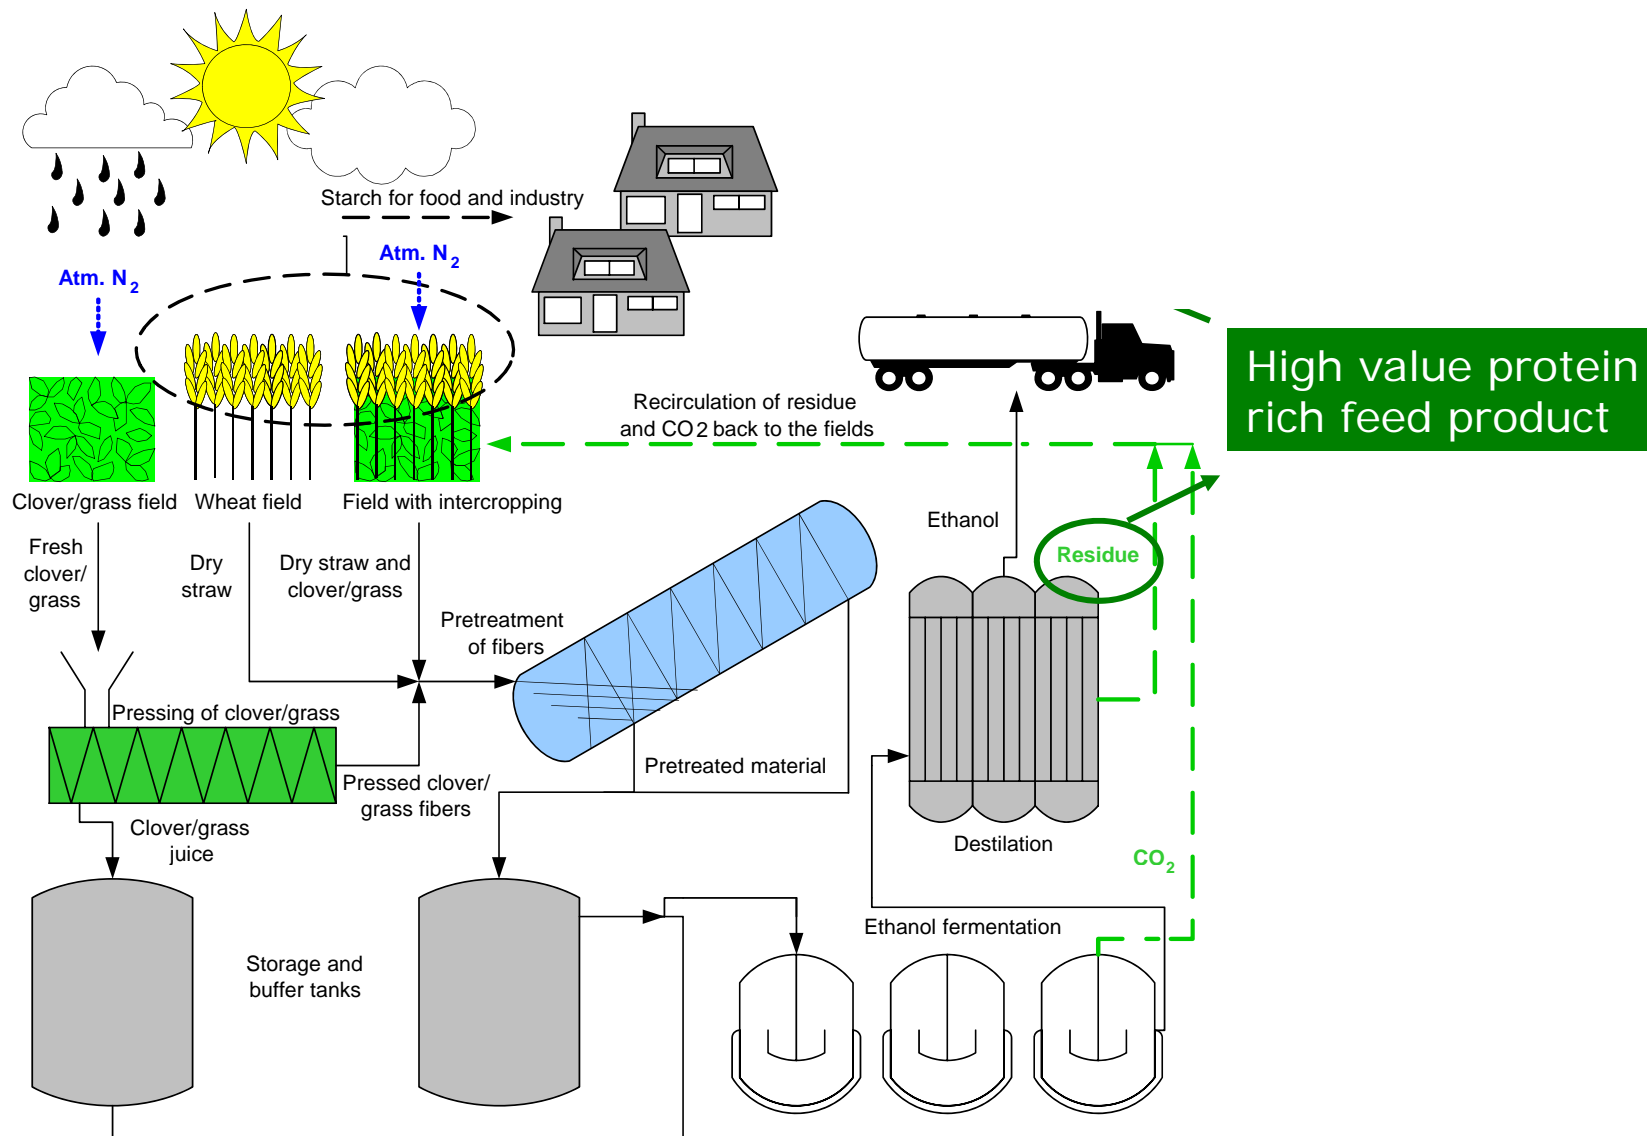 Starch for food and industry
Atm. N2
Atm. N2
High value protein
rich feed product
Recirculation of residue
and CO2 back to the fields
Clover/grass field
Wheat field
Field with intercropping
Ethanol
Residue
Fresh
clover/
grass
Dry
straw
Dry straw and
clover/grass
Pretreatment
of fibers
Pressing of clover/grass
Pretreated material
Pressed clover/
grass fibers
Clover/grass
juice
Destilation
CO2
Ethanol fermentation
Storage and
buffer tanks